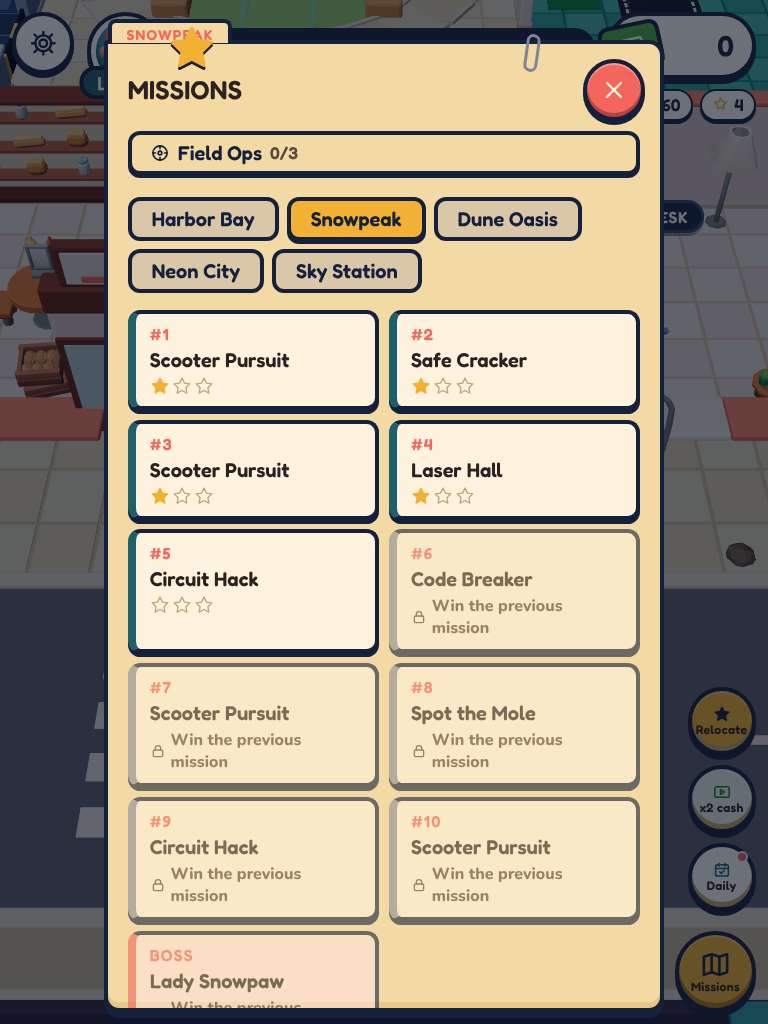 SNOWPEAK
0
MISSIONS
60
4
Field Ops 0/3
Harbor Bay
Snowpeak
Dune Oasis
ESK
Neon City
Sky Station
#1
Scooter Pursuit
#2
Safe Cracker
#3
Scooter Pursuit
#4
Laser Hall
#5
Circuit Hack
#6
Code Breaker
Win the previous
mission
#7
Scooter Pursuit
Win the previous
mission
#8
Spot the Mole
Win the previous
mission
#9
Circuit Hack
Win the previous
mission
#10
Scooter Pursuit
Win the previous
mission
BOSS
Lady Snowpaw
Win the previous
Relocate
x2 cash
Daily
Missions